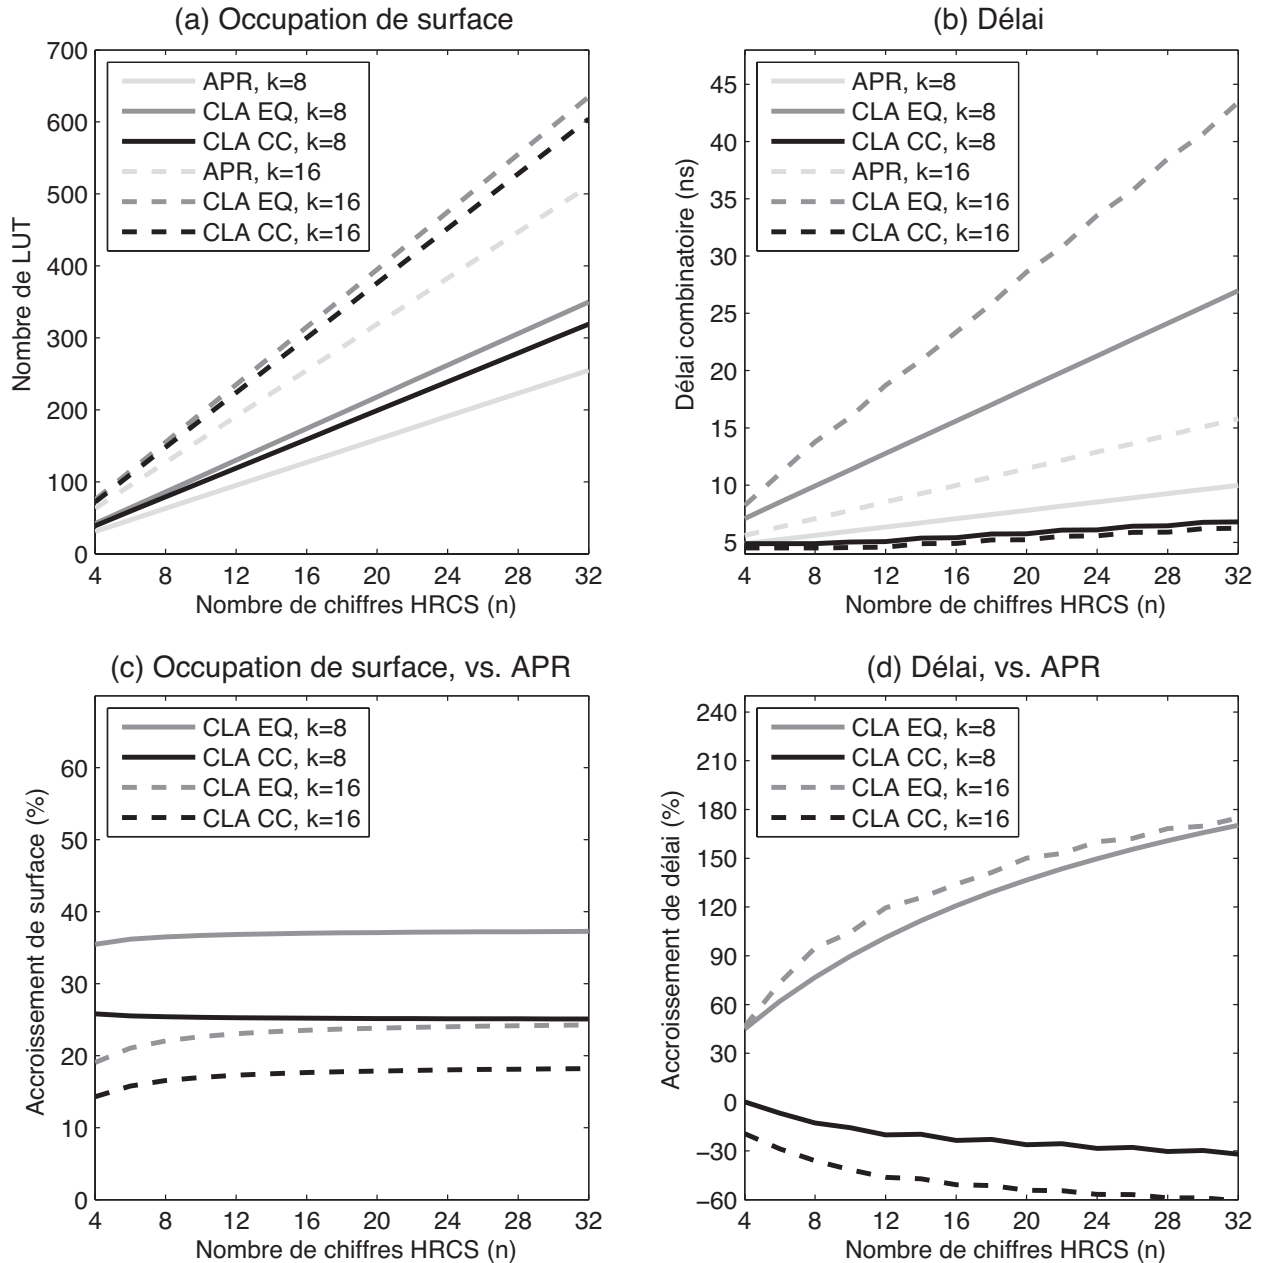 (a) Occupation de surface
700
600
500
400
300
200
100
0
Nombre de LUT
APR, k=8
CLA EQ, k=8
CLA CC, k=8
APR, k=16
CLA EQ, k=16
CLA CC, k=16
4 8 12 16 20 24 28 32
Nombre de chiffres HRCS (n)
(b) Délai
45
40
35
30
25
20
15
10
5
Délai combinatoire (ns)
APR, k=8
CLA EQ, k=8
CLA CC, k=8
APR, k=16
CLA EQ, k=16
CLA CC, k=16
4 8 12 16 20 24 28 32
Nombre de chiffres HRCS (n)
(c) Occupation de surface, vs. APR
60
50
40
30
20
10
0
Accroissement de surface (%)
CLA EQ, k=8
CLA CC, k=8
CLA EQ, k=16
CLA CC, k=16
4 8 12 16 20 24 28 32
Nombre de chiffres HRCS (n)
(d) Délai, vs. APR
240
210
180
150
120
90
60
30
0
−30
−60
Accroissement de délai (%)
CLA EQ, k=8
CLA CC, k=8
CLA EQ, k=16
CLA CC, k=16
4 8 12 16 20 24 28 32
Nombre de chiffres HRCS (n)